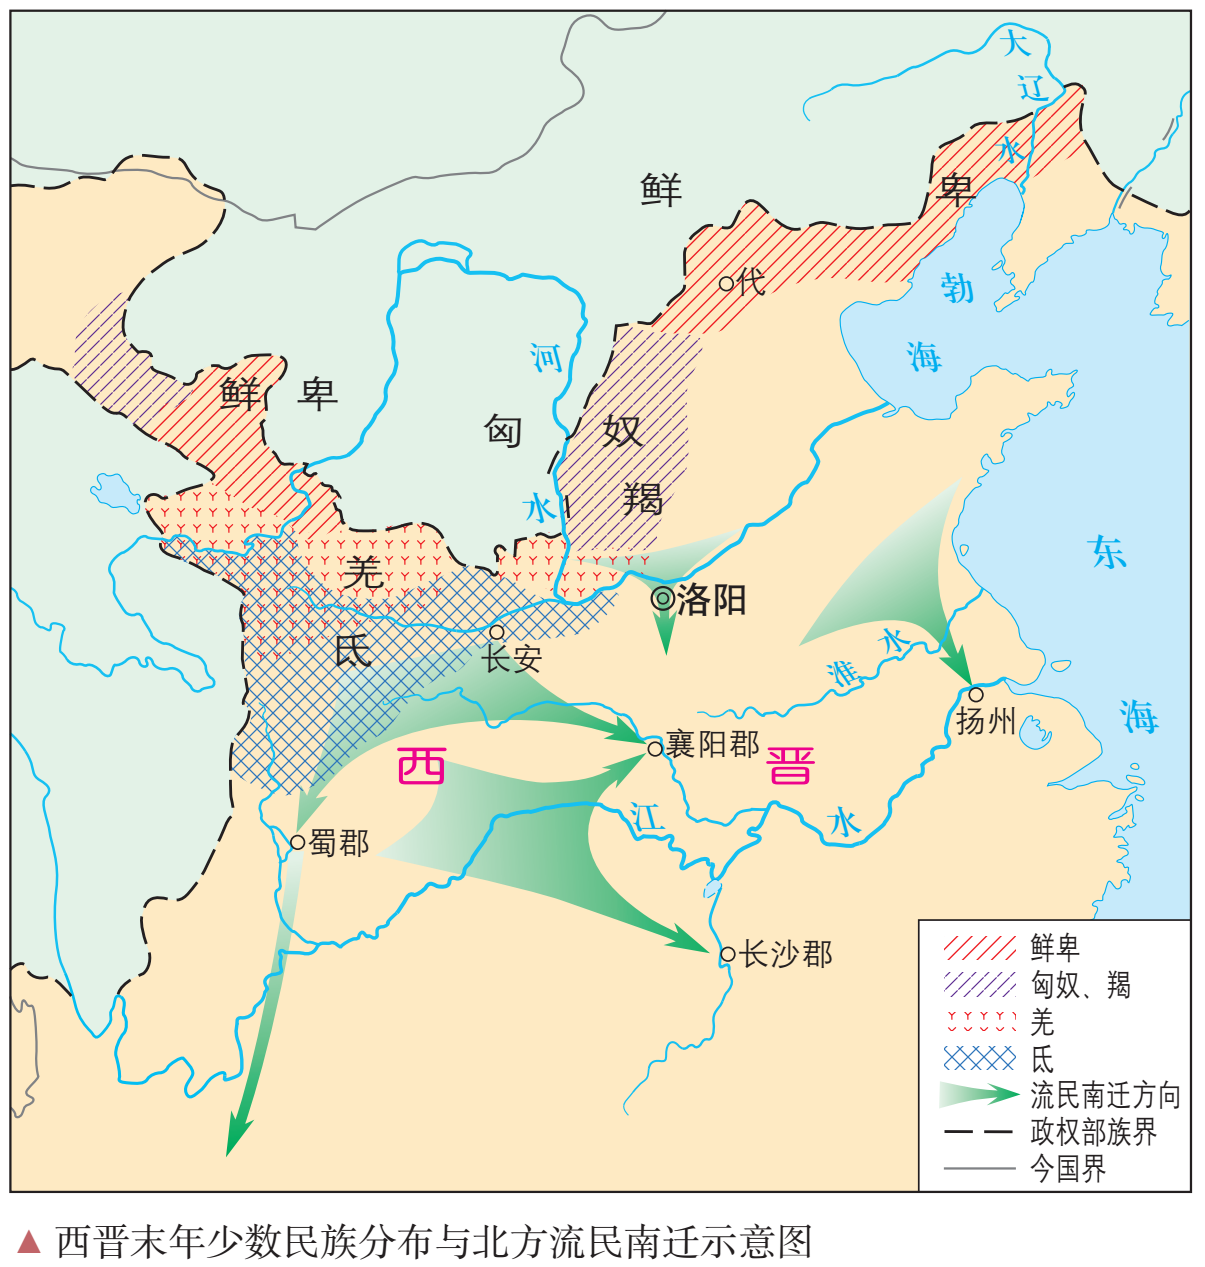 大
辽
水
鲜
卑
代
勃
海
河
鲜 卑
匈
奴
羯
水
东
海
羌
氐
洛阳
长安
淮 水
扬州
襄阳郡
西
晋
江
水
蜀郡
长沙郡
鲜卑
匈奴、羯
羌
氐
流民南迁方向
政权部族界
今国界
▲ 西晋末年少数民族分布与北方流民南迁示意图